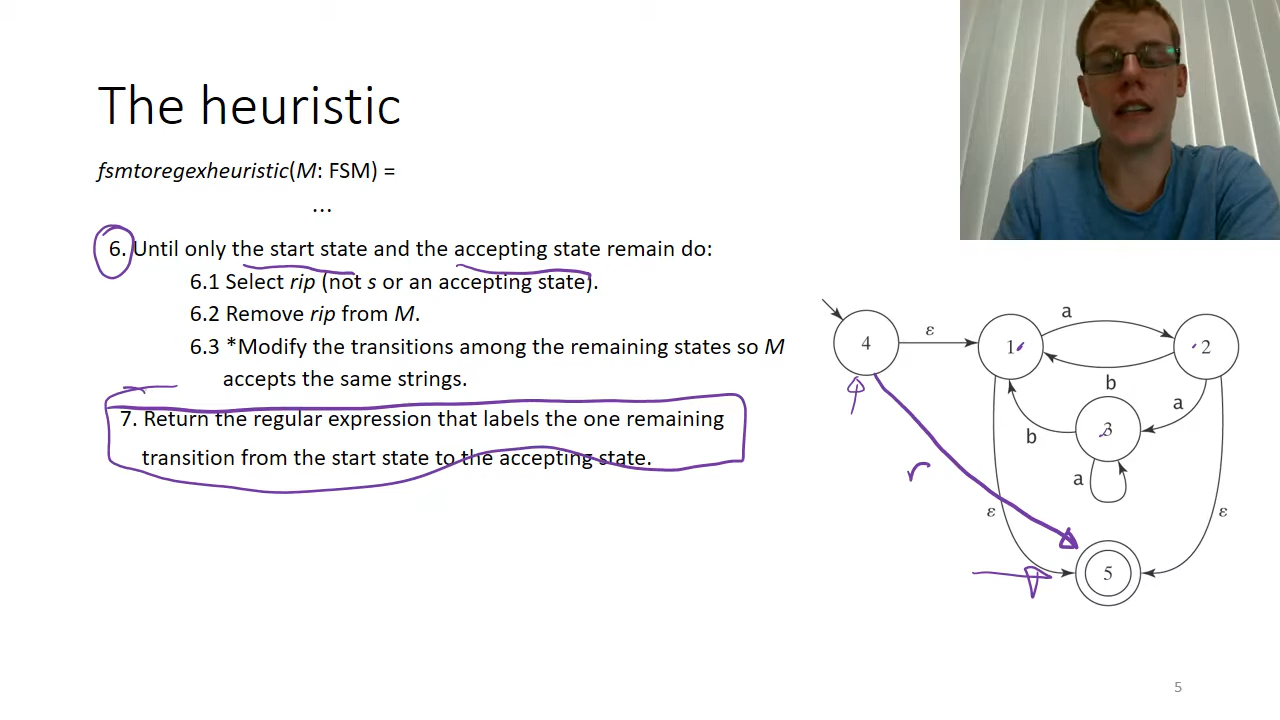 The heuristic
fsmtoregexheuristic(M: FSM) =
...
6. Until only the start state and the accepting state remain do:
6.1 Select rip (not s or an accepting state).
6.2 Remove rip from M.
6.3 *Modify the transitions among the remaining states so M
accepts the same strings.
7. Return the regular expression that labels the one remaining
transition from the start state to the accepting state.
4
ε
1
a
2
b
a
3
b
a
r
ε
ε
5
5